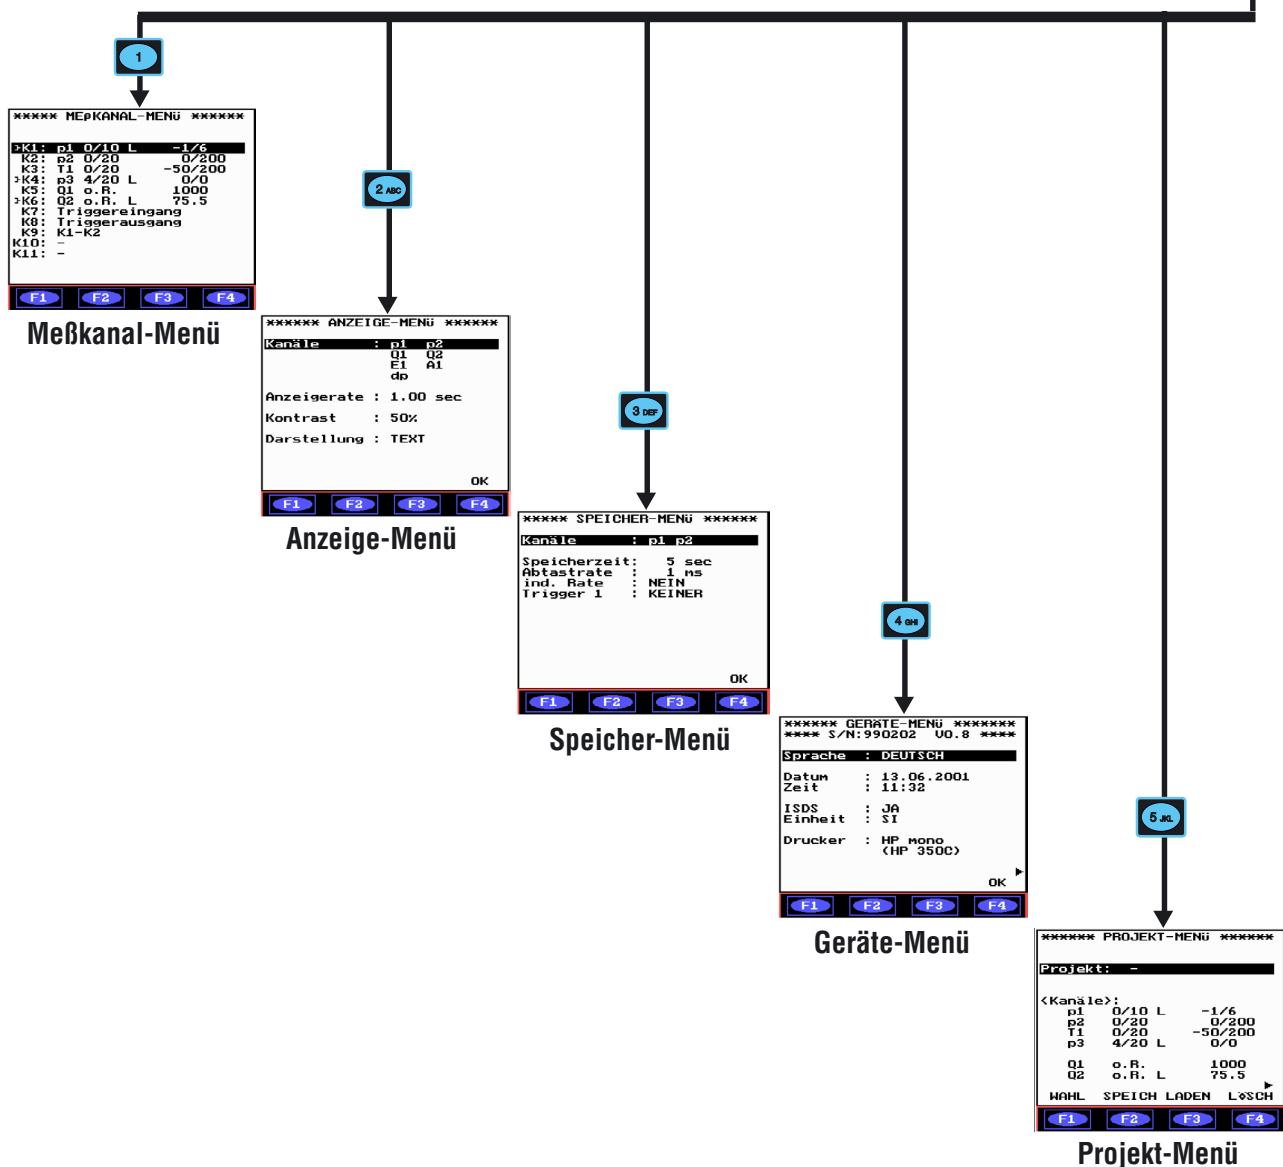 1
***** MEßKANAL-MENü ******
>K1: p1 0/10 L -1/6
K2: p2 0/20 0/200
K3: T1 0/20 -50/200
>K4: p3 4/20 L 0/0
K5: Q1 o.R. 1000
>K6: Q2 o.R. L 75.5
K7: Triggereingang
K8: Triggerausgang
K9: K1-K2
K10: -
K11: -
F1 F2 F3 F4
Meßkanal-Menü
2 ABC
****** ANZEIGE-MENü ******
Kanäle : p1 p2
Q1 Q2
E1 A1
dp
Anzeigerate : 1.00 sec
Kontrast : 50%
Darstellung : TEXT
OK
F1 F2 F3 F4
Anzeige-Menü
3 DEF
***** SPEICHER-MENü ******
Kanäle : p1 p2
Speicherzeit: 5 sec
Abtastrate : 1 ms
ind. Rate : NEIN
Trigger 1 : KEINER
OK
F1 F2 F3 F4
Speicher-Menü
4 GHI
****** GERÄTE-MENü *******
**** S/N:990202 V0.8 ****
Sprache : DEUTSCH
Datum : 13.06.2001
Zeit : 11:32
ISDS : JA
Einheit : SI
Drucker : HP mono
(HP 350C)
OK
F1 F2 F3 F4
Geräte-Menü
5 JKL
****** PROJEKT-MENü ******
Projekt: -
<Kanäle>:
p1 0/10 L -1/6
p2 0/20 0/200
T1 0/20 -50/200
p3 4/20 L 0/0
Q1 o.R. 1000
Q2 o.R. L 75.5
WAHL SPEICH LADEN LÖSCH
F1 F2 F3 F4
Projekt-Menü